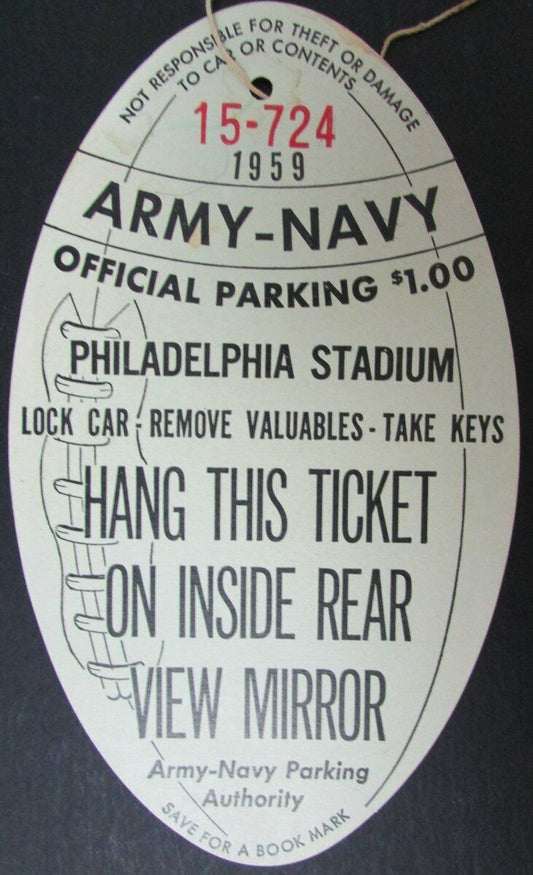 NOT RESPONSIBLE FOR THEFT OR DAMAGE
TO CAR OR CONTENTS
15-724
1959
ARMY-NAVY
OFFICIAL PARKING $1.00
PHILADELPHIA STADIUM
LOCK CAR - REMOVE VALUABLES - TAKE KEYS
HANG THIS TICKET
ON INSIDE REAR
VIEW MIRROR
Army-Navy Parking
Authority
SAVE FOR A BOOK MARK